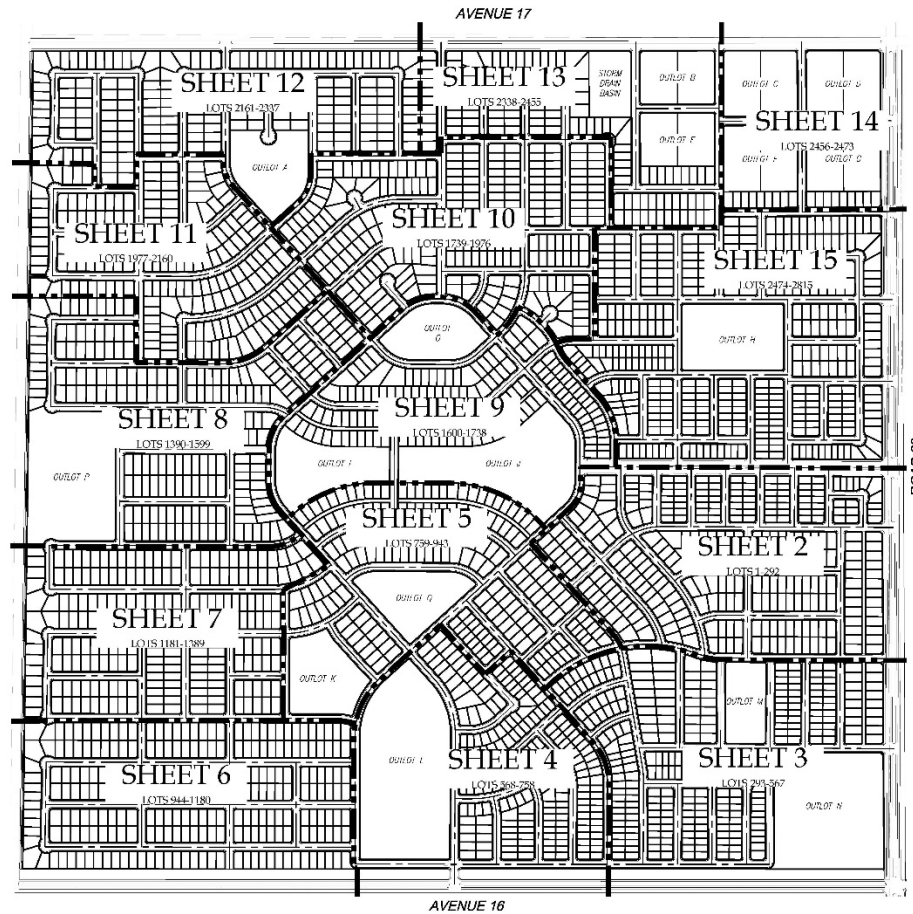 AVENUE 17
SHEET 12
LOTS 2161-2337
SHEET 13
LOTS 2338-2455
STORM
DRAIN
BASIN
OUTLOT B
OUTLOT C
OUTLOT E
SHEET 14
LOTS 2456-2473
OUTLOT F
OUTLOT A
SHEET 11
LOTS 1977-2160
SHEET 10
LOTS 1739-1976
SHEET 15
LOTS 2474-2815
OUTLOT H
OUTLOT
SHEET 8
LOTS 1390-1599
SHEET 9
LOTS 1600-1738
OUTLOT I
OUTLOT J
OUTLOT P
SHEET 5
LOTS 759-943
SHEET 2
LOTS 1-292
OUTLOT Q
SHEET 7
LOTS 1181-1389
OUTLOT K
OUTLOT M
SHEET 6
LOTS 944-1180
OUTLOT L
SHEET 4
LOTS 568-758
SHEET 3
LOTS 293-567
OUTLOT N
AVENUE 16